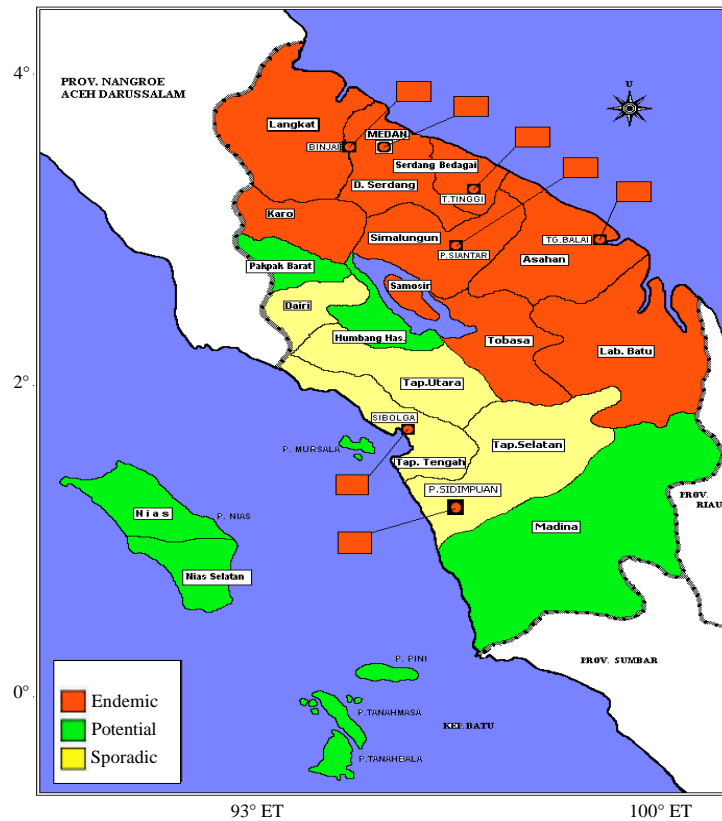 4°
PROV. NANGROE
ACEH DARUSSALAM
U
Langkat
MEDAN
BINJAI
Serdang Bedagai
D. Serdang
T.TINGGI
Karo
Simalungun
P.SIANTAR
TG.BALAI
Asahan
Pakpak Barat
Samosir
Dairi
Humbang Has.
Tobasa
Lab. Batu
2°
Tap.Utara
SIBOLGA
P. MURSALA
Tap.Selatan
Tap. Tengah
P.SIDIMPUAN
PROV.
RIAU
Nias
P. NIAS
Madina
Nias Selatan
PROV. SUMBAR
P. PINI
0°
Endemic
Potential
Sporadic
P.TANAHMASA
KEP.BATU
P.TANAHBALA
93° ET
100° ET